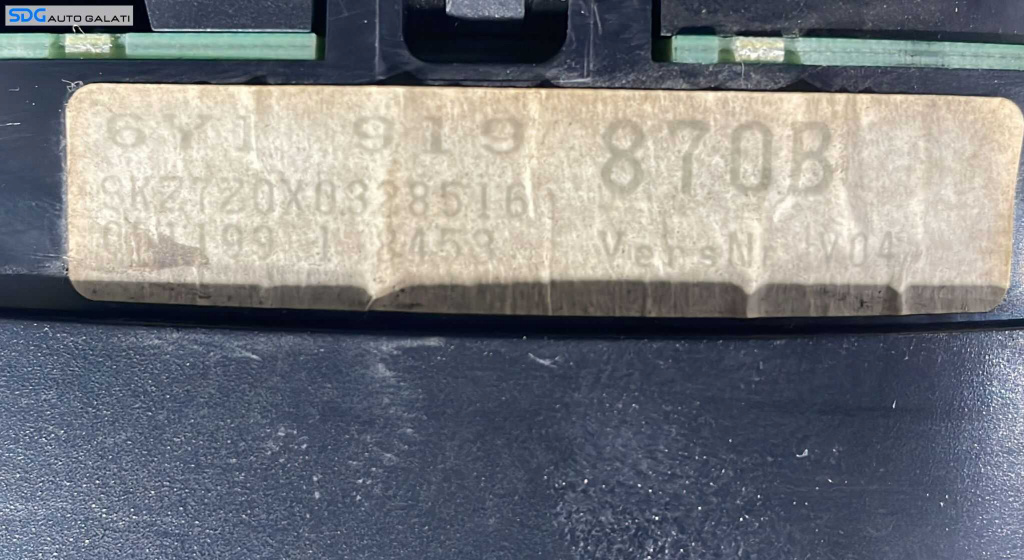 SDG AUTO GALATI
6Y1 919 870B
SKZ7Z0X0328516
VersNr V04